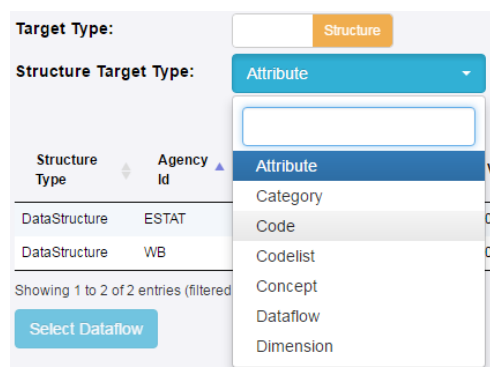 Target Type:
Structure
Structure Target Type:
Attribute
Structure Type
Agency Id
Attribute
Category
Code
Codelist
Concept
Dataflow
Dimension
DataStructure ESTAT
DataStructure WB
Showing 1 to 2 of 2 entries (filtered
Select Dataflow